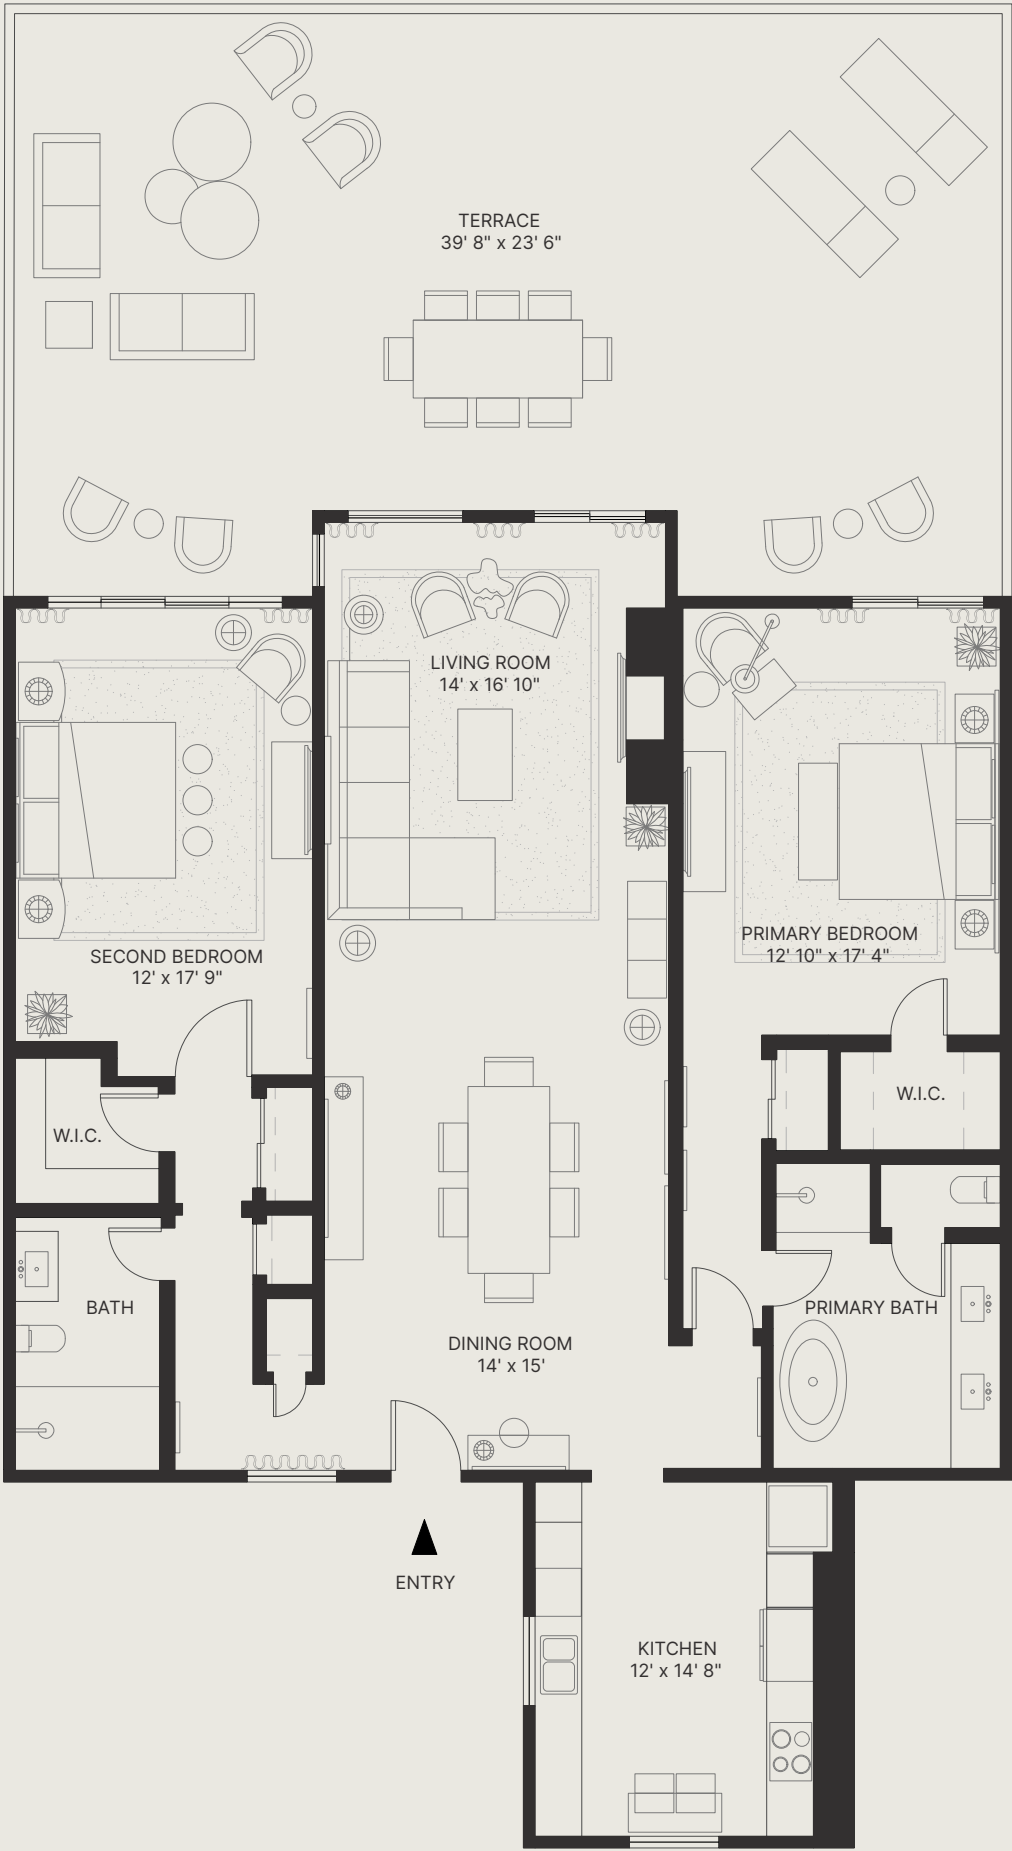 TERRACE
39' 8" x 23' 6"
LIVING ROOM
14' x 16' 10"
PRIMARY BEDROOM
12' 10" x 17' 4"
SECOND BEDROOM
12' x 17' 9"
W.I.C.
W.I.C.
BATH
PRIMARY BATH
DINING ROOM
14' x 15'
ENTRY
KITCHEN
12' x 14' 8"